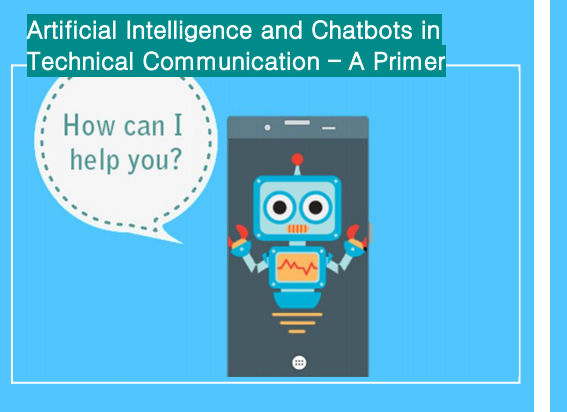 Artificial Intelligence and Chatbots in
Technical Communication – A Primer
How can I
help you?